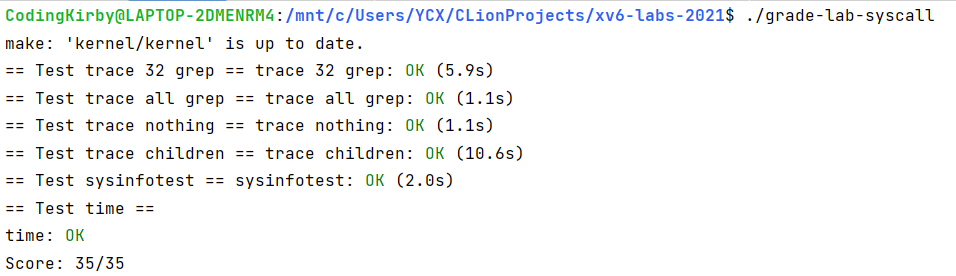 CodingKirby@LAPTOP-2DMENRM4:/mnt/c/Users/YCX/CLionProjects/xv6-labs-2021$ ./grade-lab-syscall
make: 'kernel/kernel' is up to date.
== Test trace 32 grep == trace 32 grep: OK (5.9s)
== Test trace all grep == trace all grep: OK (1.1s)
== Test trace nothing == trace nothing: OK (1.1s)
== Test trace children == trace children: OK (10.6s)
== Test sysinfotest == sysinfotest: OK (2.0s)
== Test time ==
time: OK
Score: 35/35